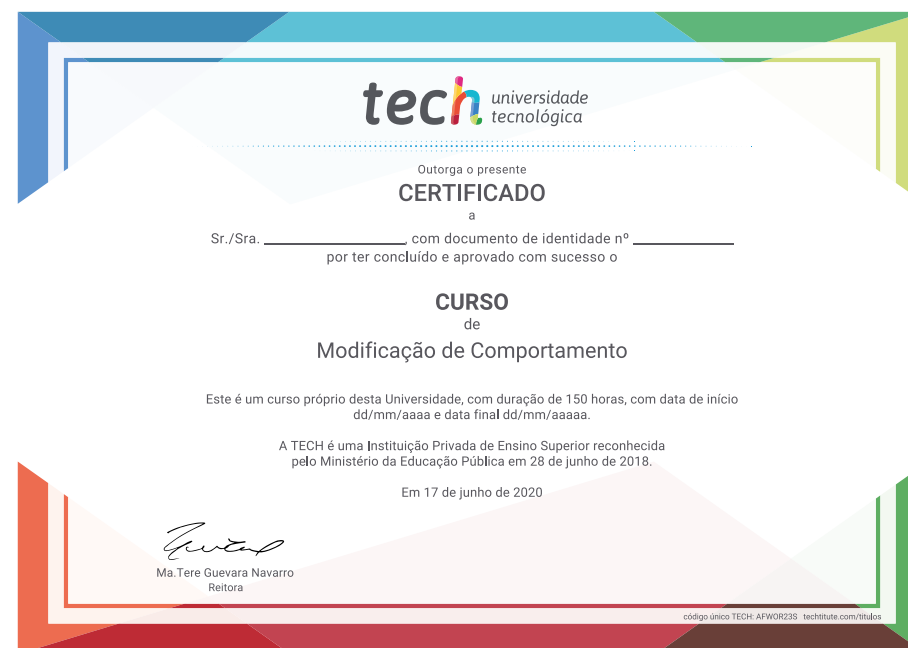 tech universidade
tecnológica
Outorga o presente
CERTIFICADO
a
Sr./Sra. ____________________, com documento de identidade nº ______________
por ter concluído e aprovado com sucesso o
CURSO
de
Modificação de Comportamento
Este é um curso próprio desta Universidade, com duração de 150 horas, com data de início
dd/mm/aaaa e data final dd/mm/aaaaa.
A TECH é uma Instituição Privada de Ensino Superior reconhecida
pelo Ministério da Educação Pública em 28 de junho de 2018.
Em 17 de junho de 2020
Ma.Tere Guevara Navarro
Reitora
código único TECH: AFWOR23S techtitute.com/titulos